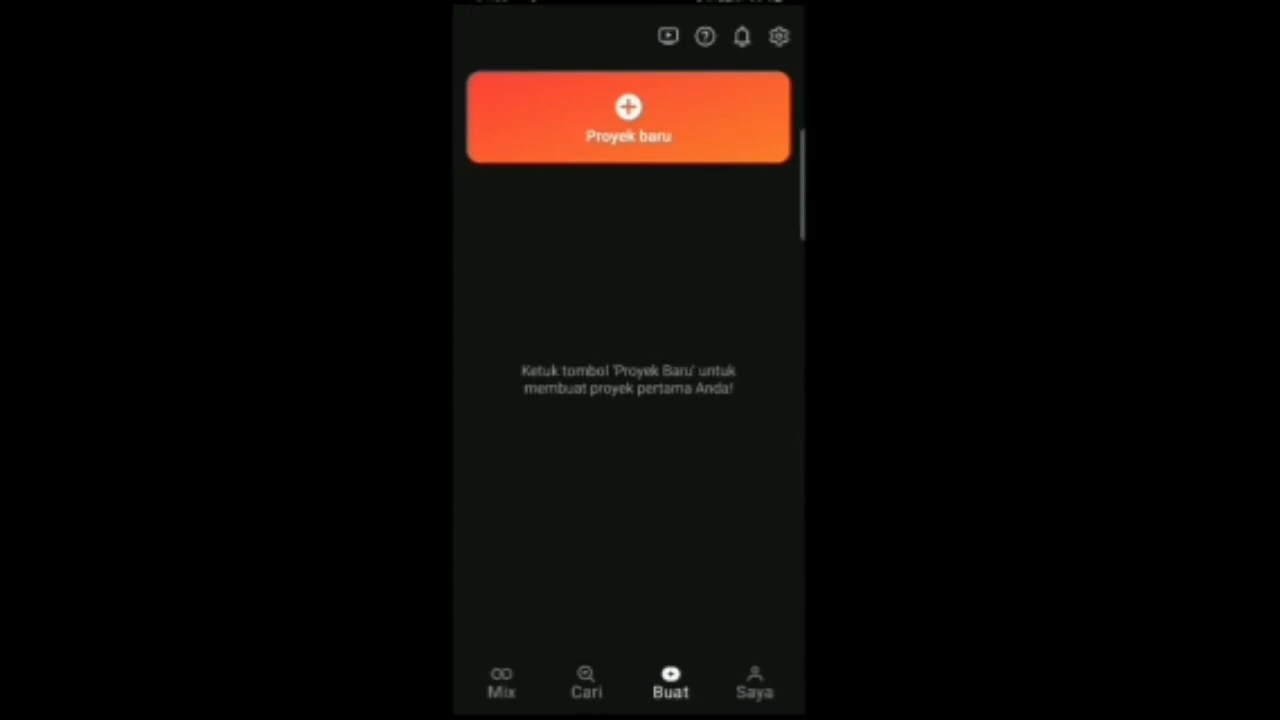 Proyek baru
Ketuk tombol 'Proyek Baru' untuk
membuat proyek pertama Anda!
Mix
Cari
Buat
Saya